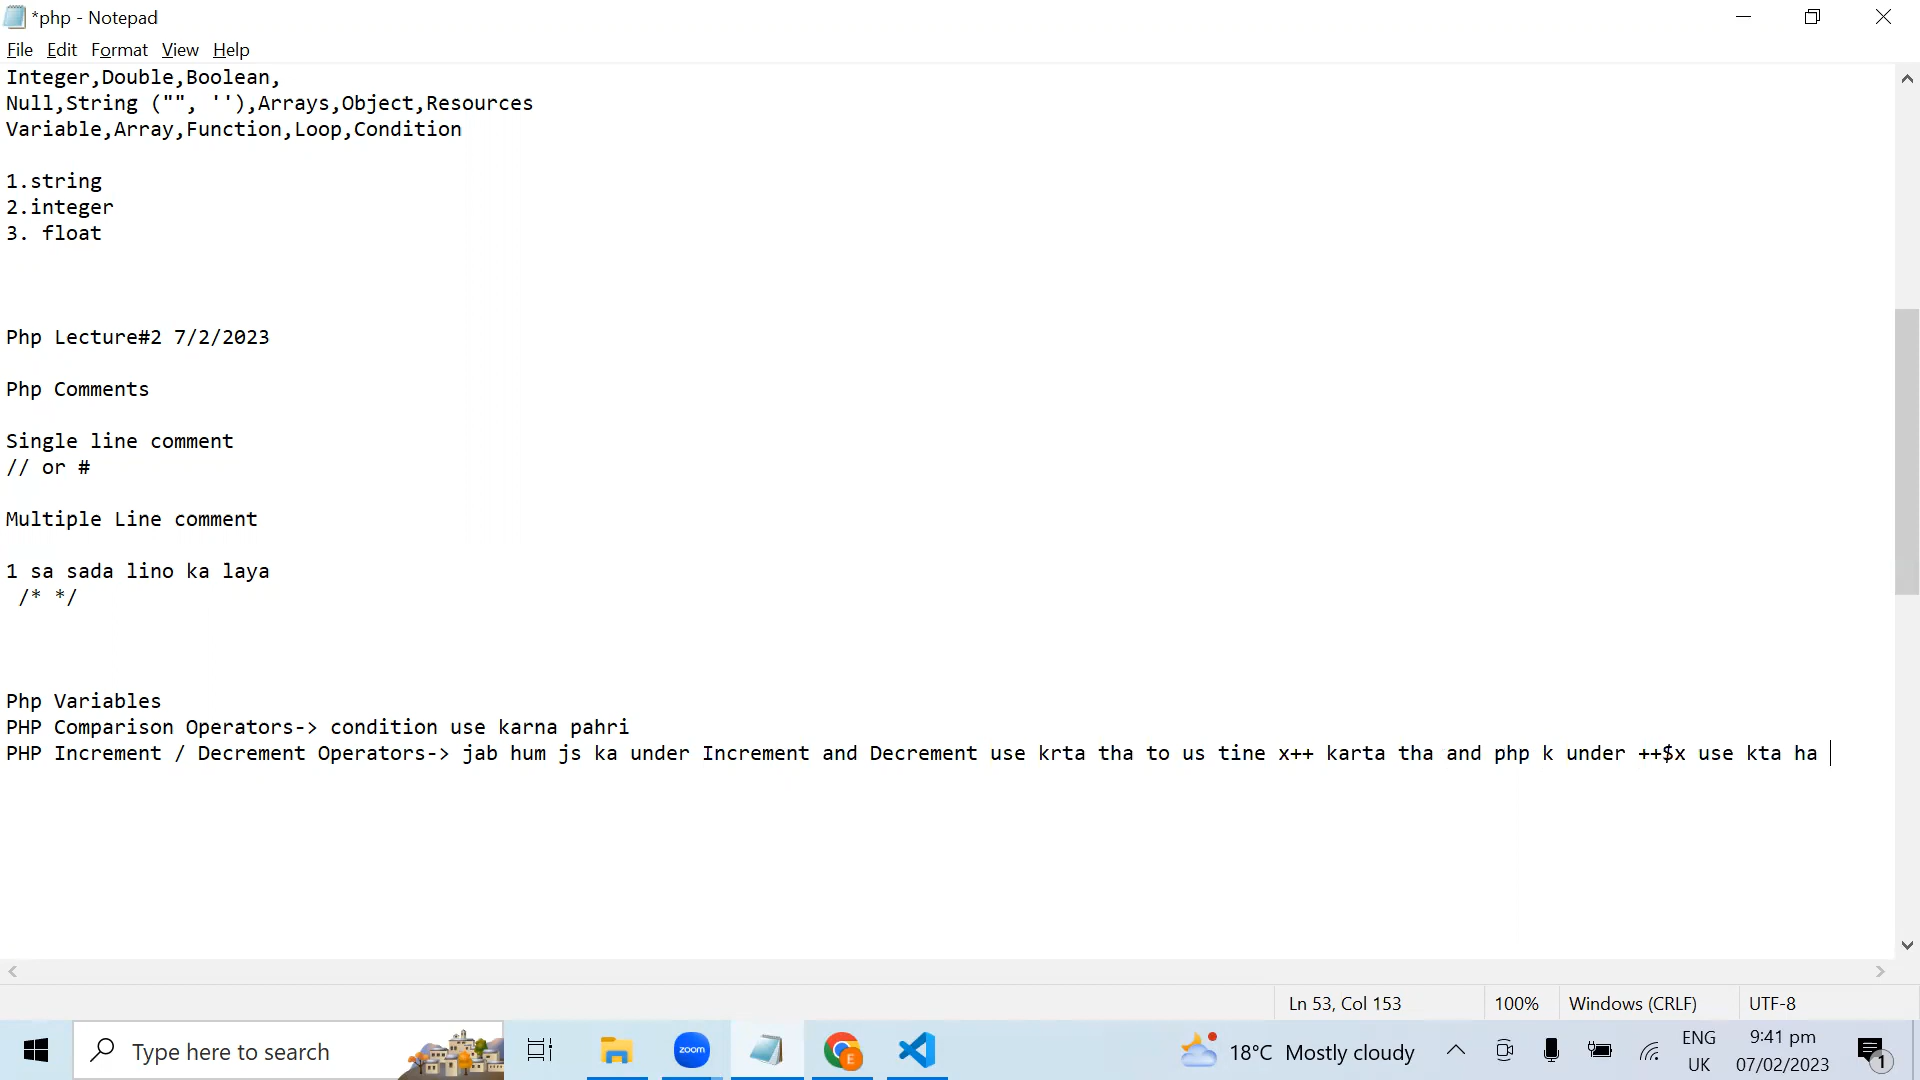 *php - Notepad
File Edit Format View Help
Integer,Double,Boolean,
Null,String ("", ''),Arrays,Object,Resources
Variable,Array,Function,Loop,Condition
1.string
2.integer
3. float
Php Lecture#2 7/2/2023
Php Comments
Single line comment
// or #
Multiple Line comment
1 sa sada lino ka laya
/* */
Php Variables
PHP Comparison Operators-> condition use karna pahri
PHP Increment / Decrement Operators-> jab hum js ka under Increment and Decrement use krta tha to us tine x++ karta tha and php k under ++$x use kta ha
Ln 53, Col 153 100% Windows (CRLF) UTF-8
Type here to search
zoom
E
18°C Mostly cloudy
ENG
UK
9:41 pm
07/02/2023
1